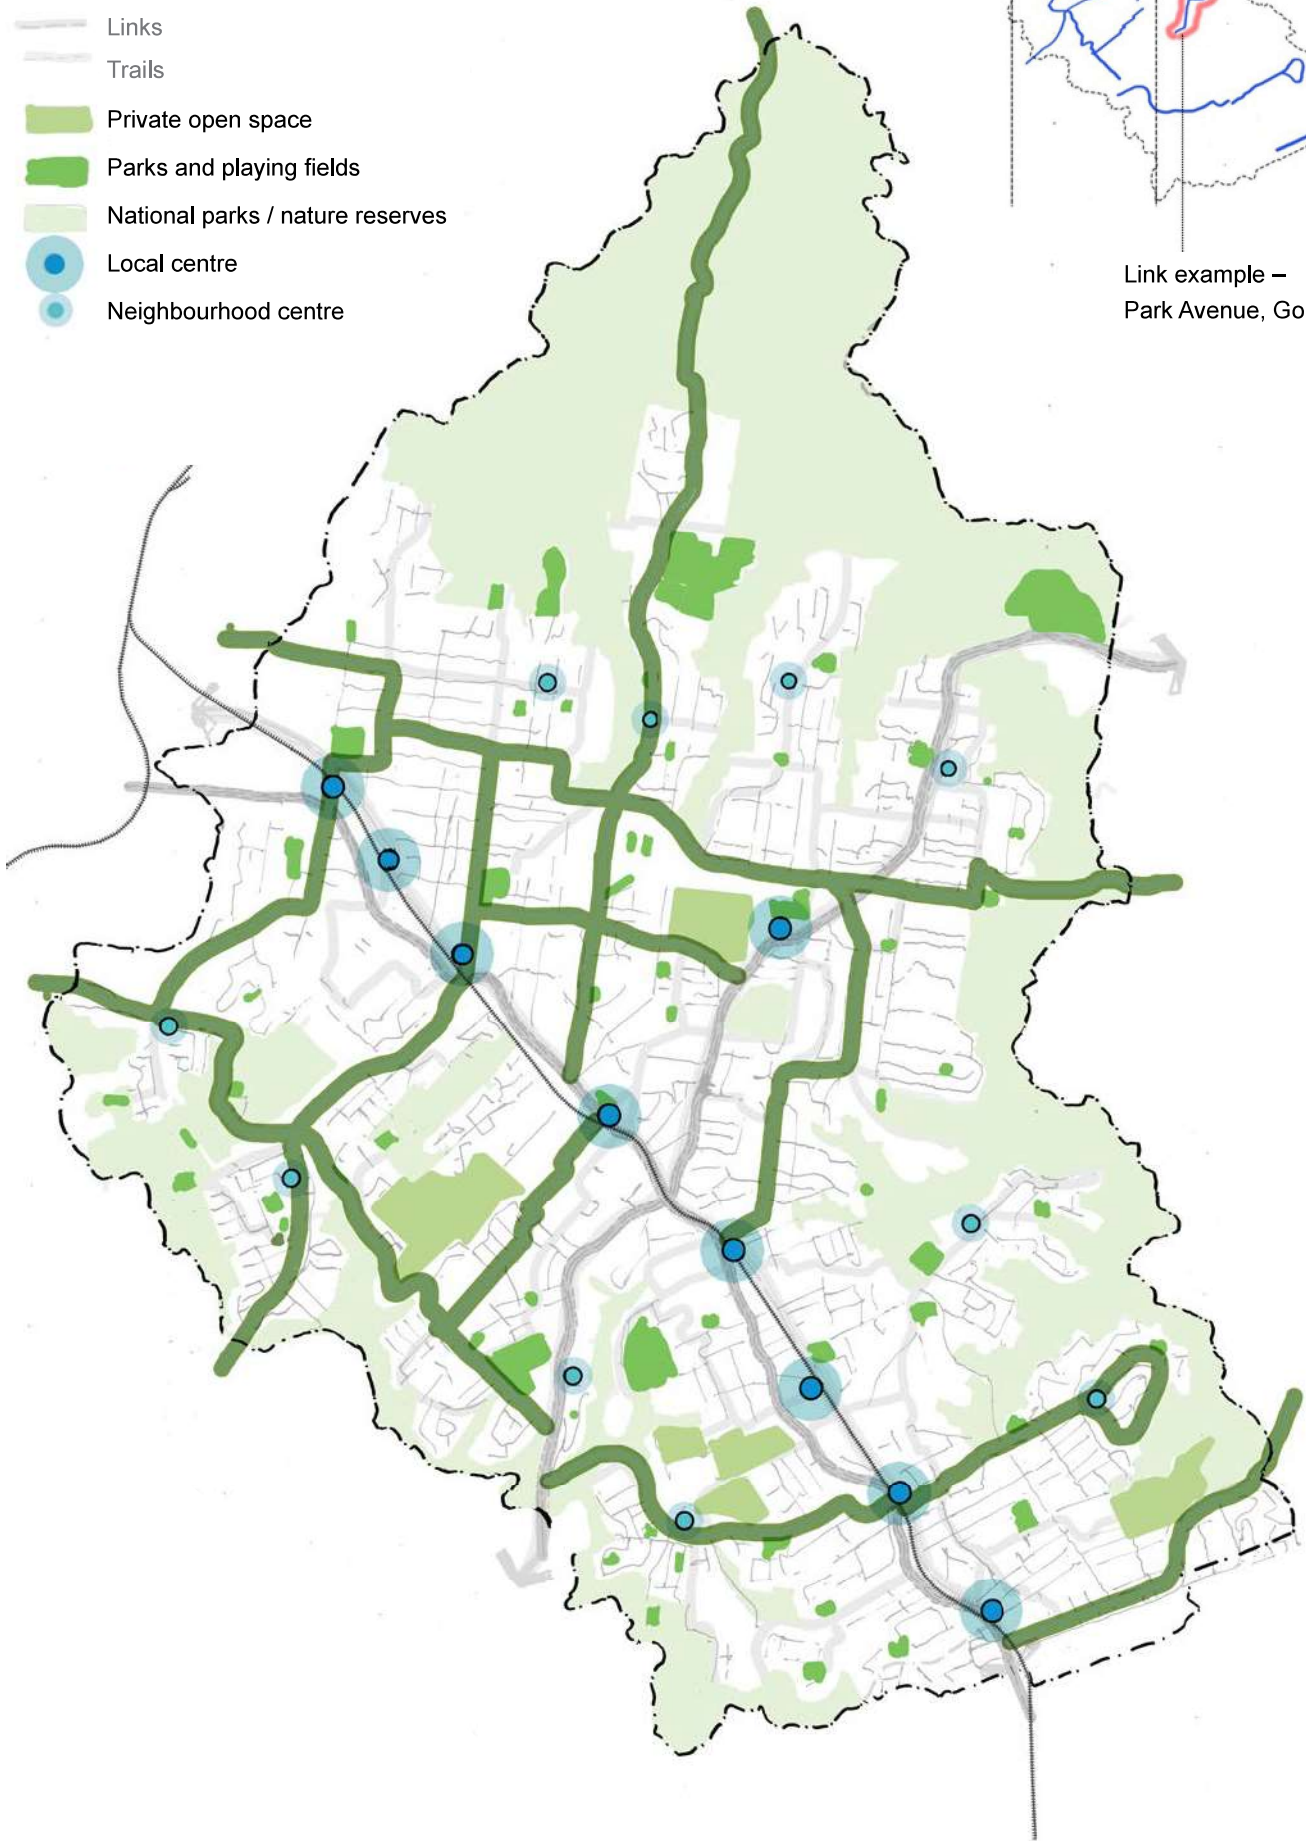 Links
Trails
Private open space
Parks and playing fields
National parks / nature reserves
Local centre
Neighbourhood centre
Link example –
Park Avenue, Go